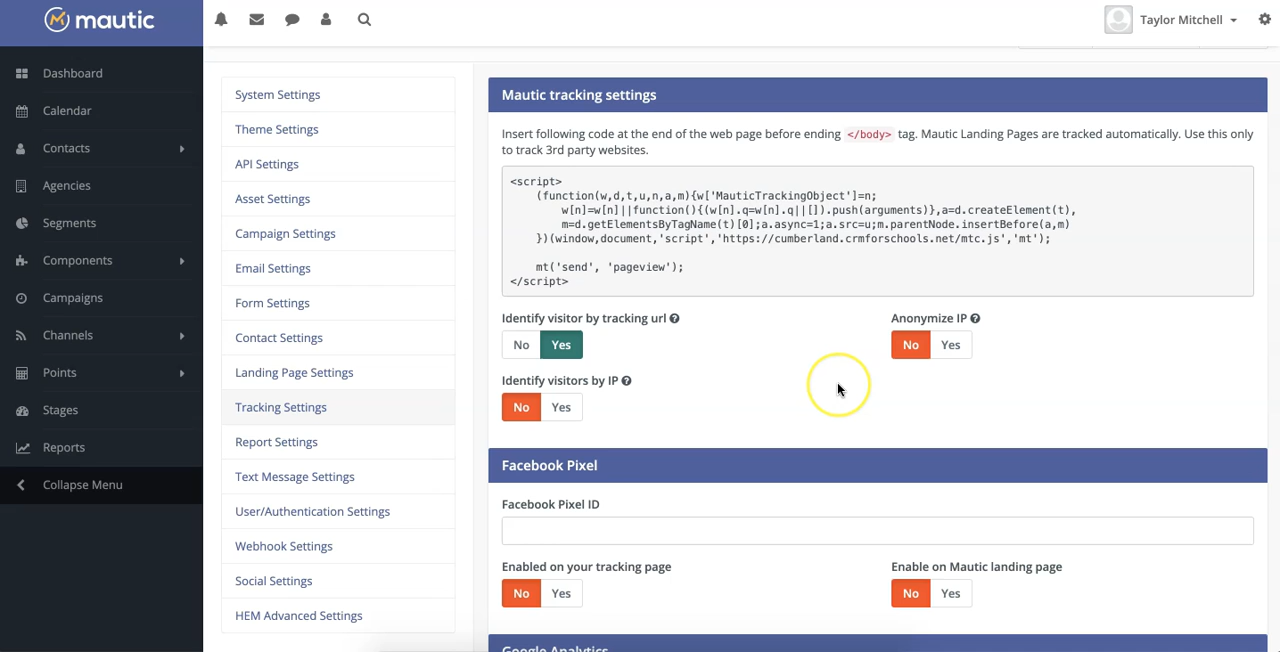 mautic
Taylor Mitchell
Dashboard
Calendar
Contacts
Agencies
Segments
Components
Campaigns
Channels
Points
Stages
Reports
Collapse Menu
System Settings
Theme Settings
API Settings
Asset Settings
Campaign Settings
Email Settings
Form Settings
Contact Settings
Landing Page Settings
Tracking Settings
Report Settings
Text Message Settings
User/Authentication Settings
Webhook Settings
Social Settings
HEM Advanced Settings
Mautic tracking settings
Insert following code at the end of the web page before ending </body> tag. Mautic Landing Pages are tracked automatically. Use this only
to track 3rd party websites.
<script>
(function(w,d,t,u,n,a,m){w['MauticTrackingObject']=n;
w[n]=w[n]||function(){(w[n].q=w[n].q||[]).push(arguments)},a=d.createElement(t),
m=d.getElementsByTagName(t)[0];a.async=1;a.src=u;m.parentNode.insertBefore(a,m)
})(window,document,'script','https://cumberland.crmforschools.net/mtc.js','mt');
mt('send', 'pageview');
</script>
Identify visitor by tracking url
No Yes
Anonymize IP
No Yes
Identify visitors by IP
No Yes
Facebook Pixel
Facebook Pixel ID
Enabled on your tracking page
No Yes
Enable on Mautic landing page
No Yes
Google Analytics